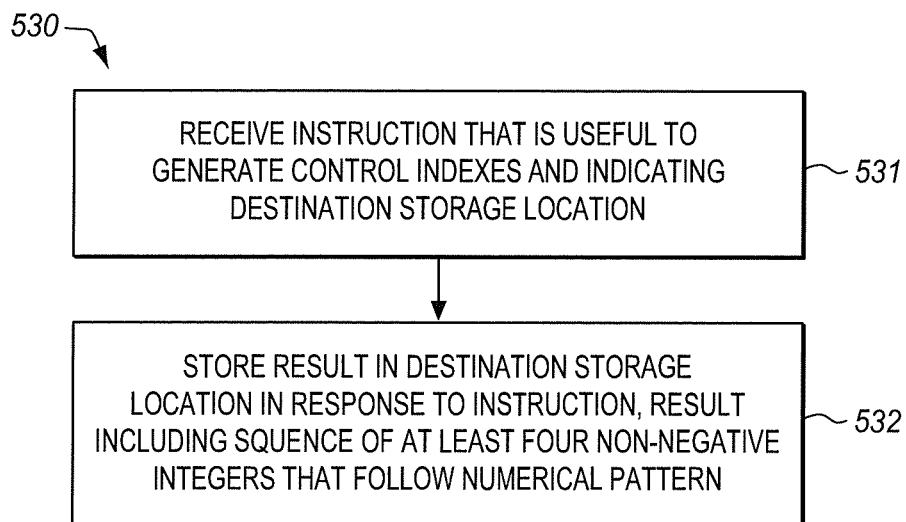 530
RECEIVE INSTRUCTION THAT IS USEFUL TO
GENERATE CONTROL INDEXES AND INDICATING
DESTINATION STORAGE LOCATION
531
STORE RESULT IN DESTINATION STORAGE
LOCATION IN RESPONSE TO INSTRUCTION, RESULT
INCLUDING SQUENCE OF AT LEAST FOUR NON-NEGATIVE
INTEGERS THAT FOLLOW NUMERICAL PATTERN
532